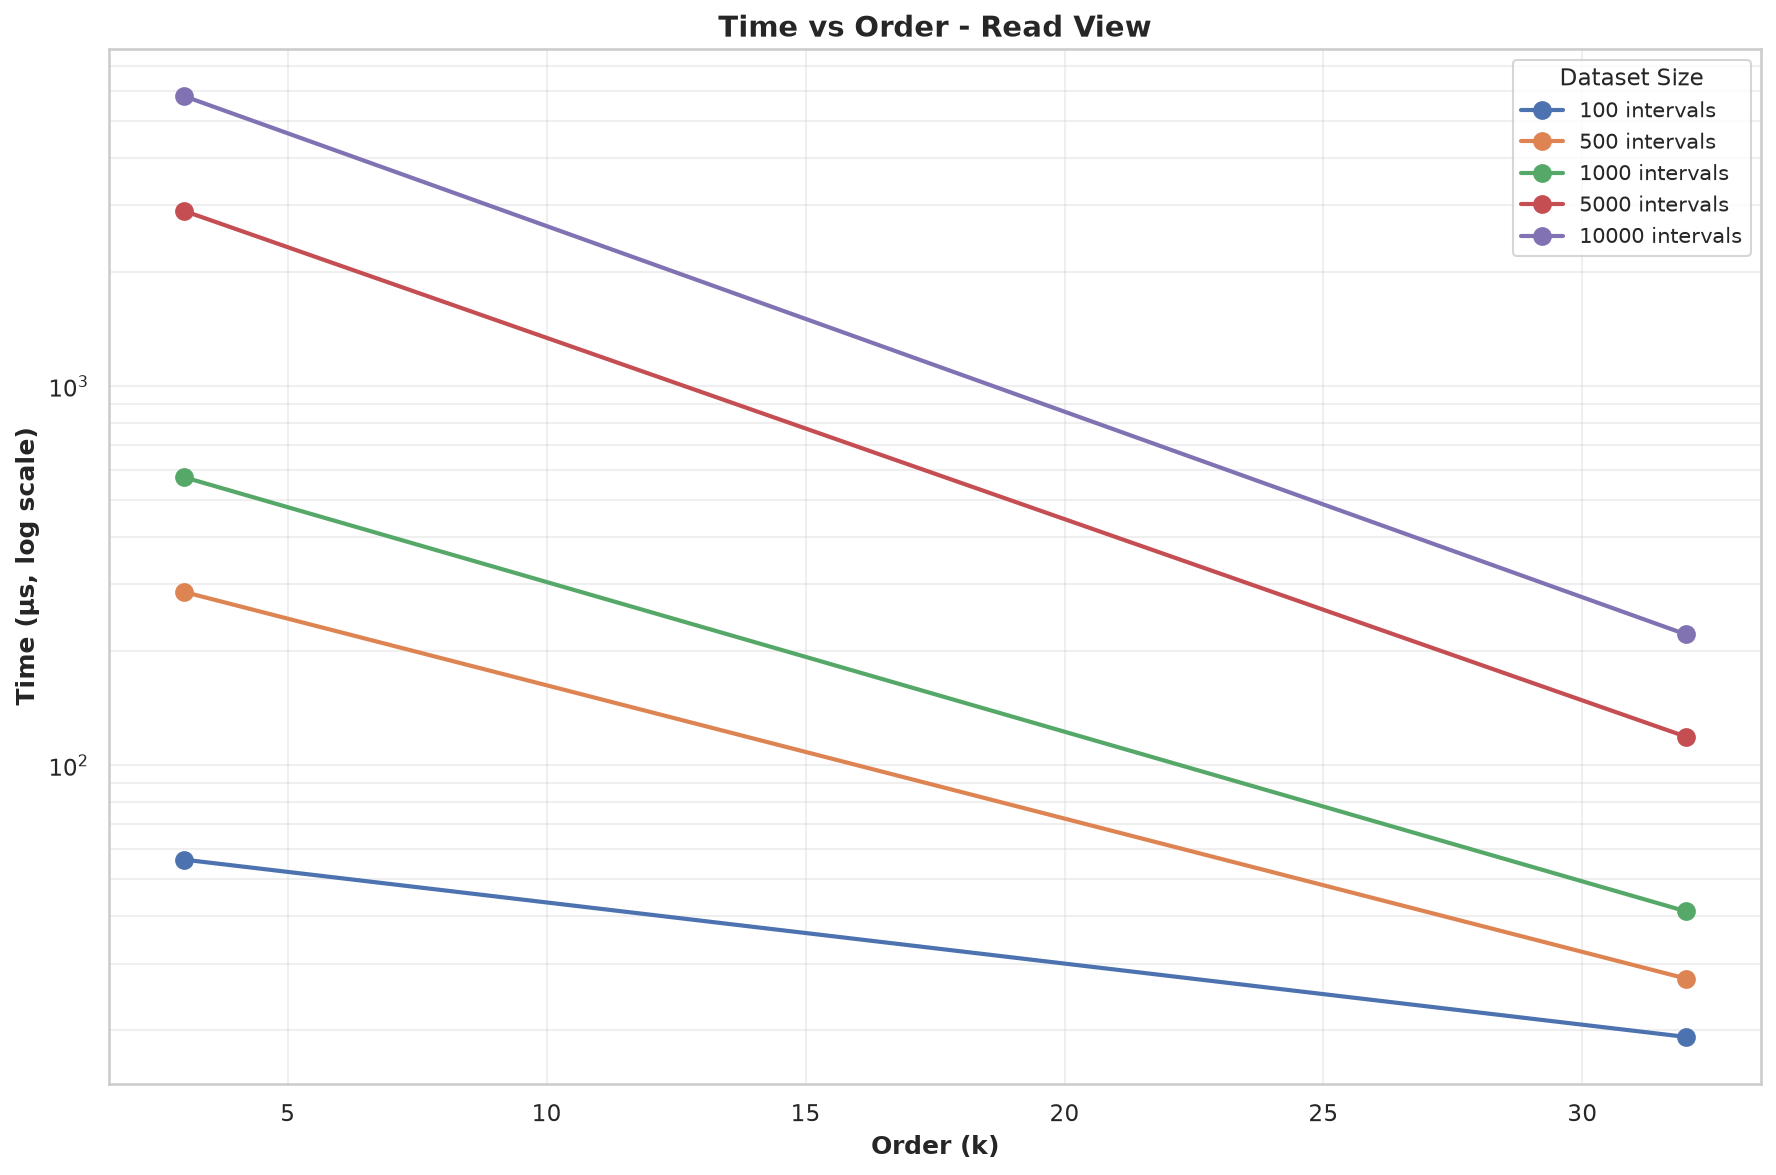 Time vs Order - Read View
Dataset Size
100 intervals
500 intervals
1000 intervals
5000 intervals
10000 intervals
Time (µs, log scale)
10³
10²
5 10 15 20 25 30
Order (k)